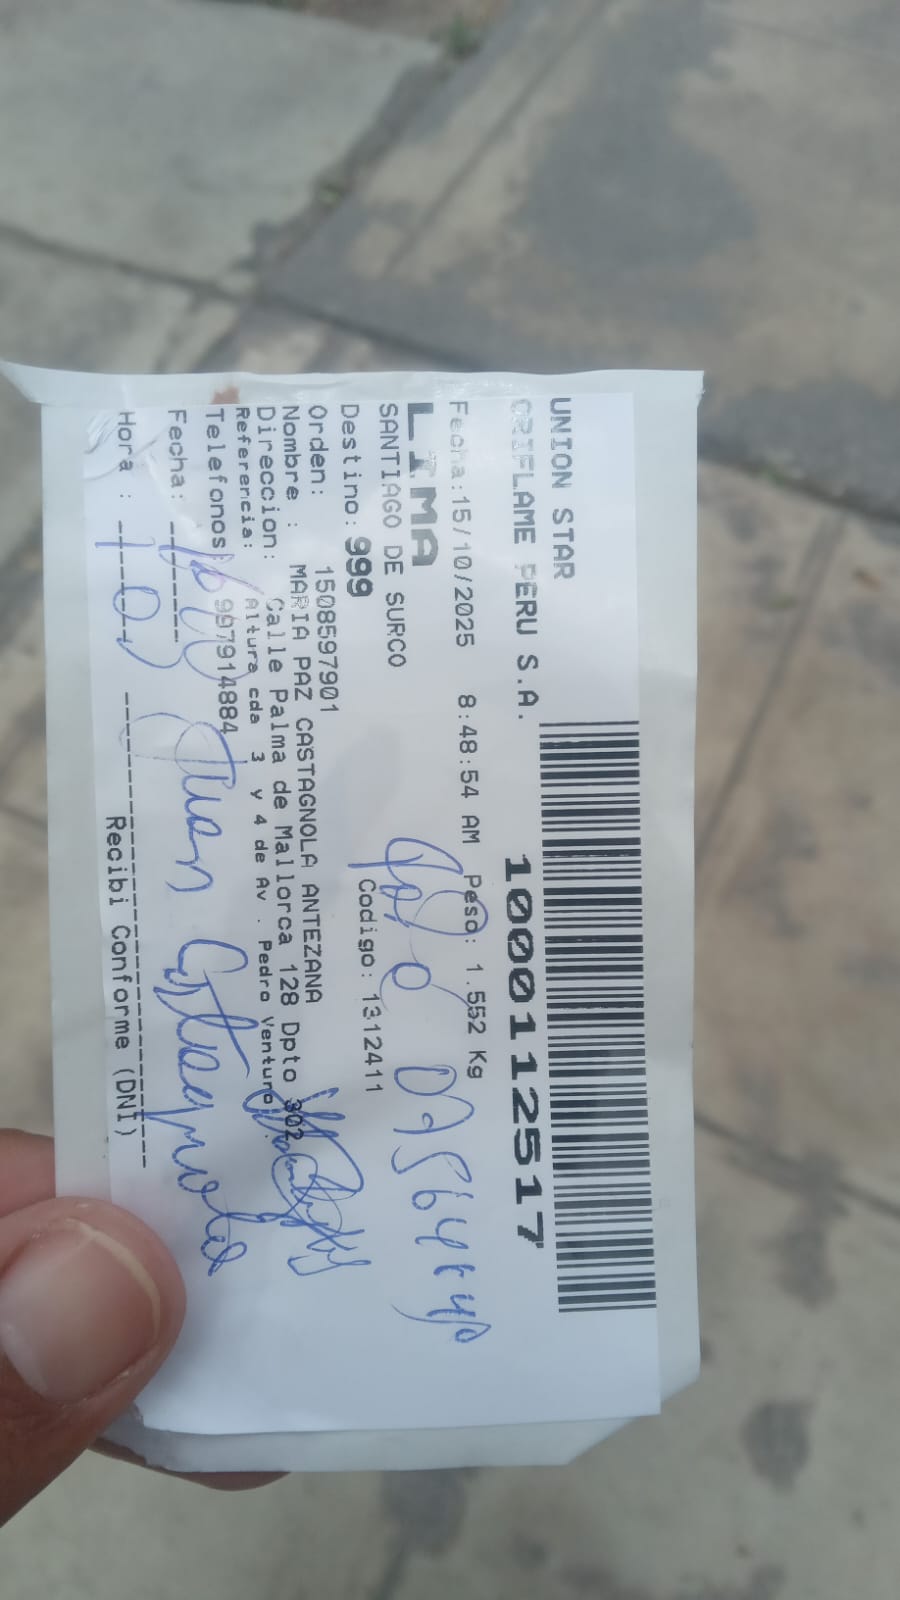 UNION STAR
ORIFLAME PERU S.A.
1000112517
Fecha:15/10/2025 8:48:54 AM Peso: 1.552 Kg
LIMA
SANTIAGO DE SURCO
Destino: 999 Codigo: 1312411
Orden: 1508597901
Nombre : MARIA PAZ CASTAGNOLA ANTEZANA
Direccion: Calle Palma de Mallorca 128 Dpto 302
Referencia: Altura cda 3 y 4 de Av . Pedro Venturo
Telefonos: 997914884
Fecha: --------
Juan Castagnola
Hora : --------
Recibi Conforme (DNI)